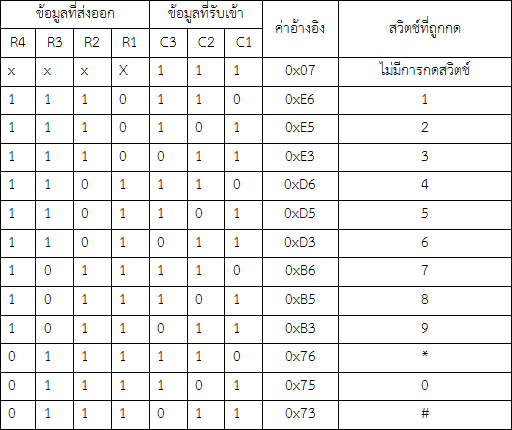 ข้อมูลที่ส่งออก ข้อมูลที่รับเข้า ค่าอ้างอิง สวิตช์ที่ถูกกด
R4 R3 R2 R1 C3 C2 C1
x x x X 1 1 1 0x07 ไม่มีการกดสวิตช์
1 1 1 0 1 1 0 0xE6 1
1 1 1 0 1 0 1 0xE5 2
1 1 1 0 0 1 1 0xE3 3
1 1 0 1 1 1 0 0xD6 4
1 1 0 1 1 0 1 0xD5 5
1 1 0 1 0 1 1 0xD3 6
1 0 1 1 1 1 0 0xB6 7
1 0 1 1 1 0 1 0xB5 8
1 0 1 1 0 1 1 0xB3 9
0 1 1 1 1 1 0 0x76 *
0 1 1 1 1 0 1 0x75 0
0 1 1 1 0 1 1 0x73 #